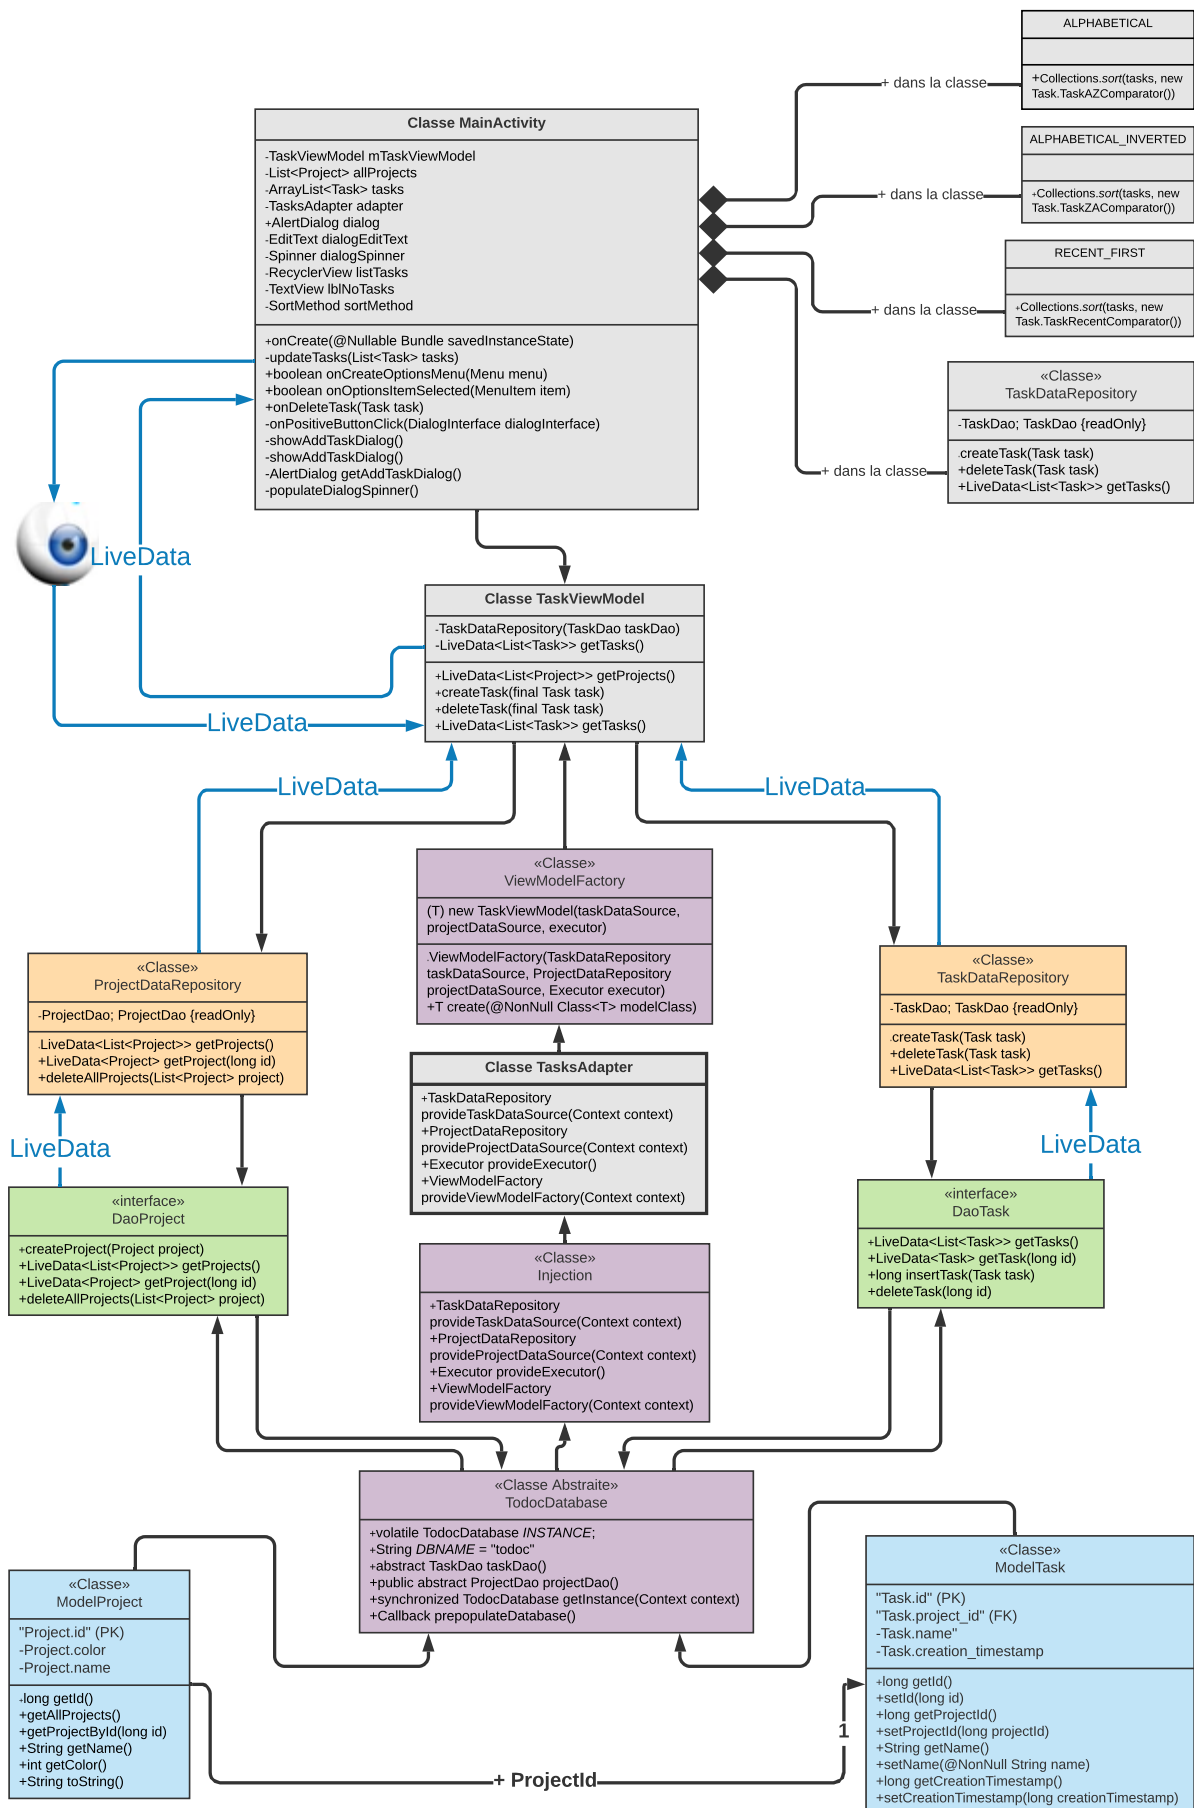 ALPHABETICAL
+Collections.sort(tasks, new
Task.TaskAZComparator())
+ dans la classe
ALPHABETICAL_INVERTED
+Collections.sort(tasks, new
Task.TaskZAComparator())
+ dans la classe
RECENT_FIRST
+Collections.sort(tasks, new
Task.TaskRecentComparator())
+ dans la classe
«Classe»
TaskDataRepository
-TaskDao; TaskDao {readOnly}
.createTask(Task task)
+deleteTask(Task task)
+LiveData<List<Task>> getTasks()
+ dans la classe
Classe MainActivity
-TaskViewModel mTaskViewModel
-List<Project> allProjects
-ArrayList<Task> tasks
-TasksAdapter adapter
+AlertDialog dialog
-EditText dialogEditText
-Spinner dialogSpinner
-RecyclerView listTasks
-TextView lblNoTasks
-SortMethod sortMethod
+onCreate(@Nullable Bundle savedInstanceState)
-updateTasks(List<Task> tasks)
+boolean onCreateOptionsMenu(Menu menu)
+boolean onOptionsItemSelected(MenuItem item)
+onDeleteTask(Task task)
-onPositiveButtonClick(DialogInterface dialogInterface)
-showAddTaskDialog()
-showAddTaskDialog()
-AlertDialog getAddTaskDialog()
-populateDialogSpinner()
LiveData
Classe TaskViewModel
-TaskDataRepository(TaskDao taskDao)
-LiveData<List<Task>> getTasks()
+LiveData<List<Project>> getProjects()
+createTask(final Task task)
+deleteTask(final Task task)
+LiveData<List<Task>> getTasks()
LiveData
LiveData
LiveData
«Classe»
ViewModelFactory
(T) new TaskViewModel(taskDataSource,
projectDataSource, executor)
.ViewModelFactory(TaskDataRepository
taskDataSource, ProjectDataRepository
projectDataSource, Executor executor)
+T create(@NonNull Class<T> modelClass)
«Classe»
ProjectDataRepository
-ProjectDao; ProjectDao {readOnly}
.LiveData<List<Project>> getProjects()
+LiveData<Project> getProject(long id)
+deleteAllProjects(List<Project> project)
«Classe»
TaskDataRepository
-TaskDao; TaskDao {readOnly}
.createTask(Task task)
+deleteTask(Task task)
+LiveData<List<Task>> getTasks()
Classe TasksAdapter
+TaskDataRepository
provideTaskDataSource(Context context)
+ProjectDataRepository
provideProjectDataSource(Context context)
+Executor provideExecutor()
+ViewModelFactory
provideViewModelFactory(Context context)
LiveData
LiveData
«interface»
DaoProject
+createProject(Project project)
+LiveData<List<Project>> getProjects()
+LiveData<Project> getProject(long id)
+deleteAllProjects(List<Project> project)
«interface»
DaoTask
+LiveData<List<Task>> getTasks()
+LiveData<Task> getTask(long id)
+long insertTask(Task task)
+deleteTask(long id)
«Classe»
Injection
+TaskDataRepository
provideTaskDataSource(Context context)
+ProjectDataRepository
provideProjectDataSource(Context context)
+Executor provideExecutor()
+ViewModelFactory
provideViewModelFactory(Context context)
«Classe Abstraite»
TodocDatabase
+volatile TodocDatabase INSTANCE;
+String DBNAME = "todoc"
+abstract TaskDao taskDao()
+public abstract ProjectDao projectDao()
+synchronized TodocDatabase getInstance(Context context)
+Callback prepopulateDatabase()
«Classe»
ModelProject
"Project.id" (PK)
-Project.color
-Project.name
-long getId()
+getAllProjects()
+getProjectById(long id)
+String getName()
+int getColor()
+String toString()
«Classe»
ModelTask
"Task.id" (PK)
"Task.project_id" (FK)
-Task.name"
-Task.creation_timestamp
+long getId()
+setId(long id)
+long getProjectId()
+setProjectId(long projectId)
+String getName()
+setName(@NonNull String name)
+long getCreationTimestamp()
+setCreationTimestamp(long creationTimestamp)
1
+ ProjectId